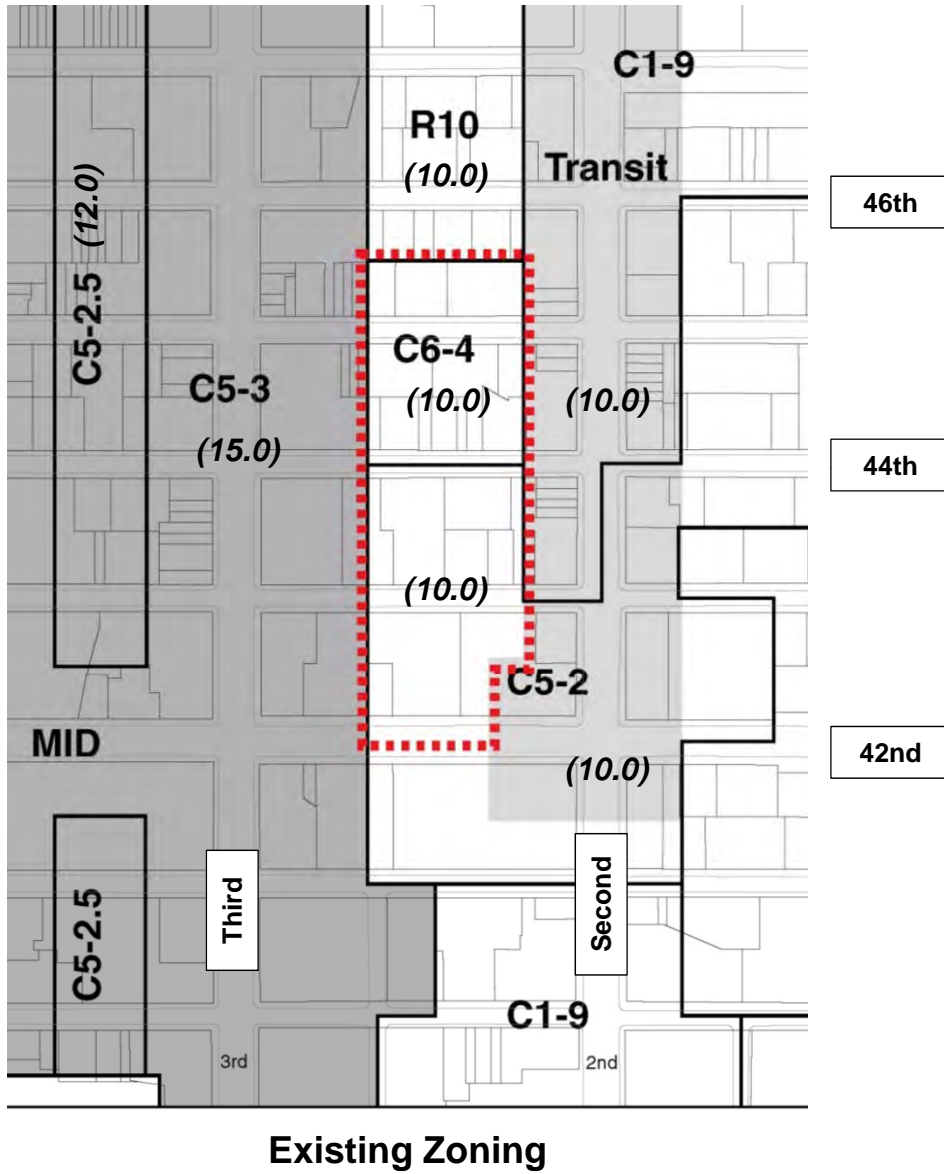 C1-9
R10
(10.0)
Transit
46th
C5-2.5 (12.0)
C6-4
(10.0)
C5-3
(15.0)
(10.0)
44th
(10.0)
C5-2
MID
42nd
(10.0)
Third
Second
C5-2.5
C1-9
3rd
2nd
Existing Zoning